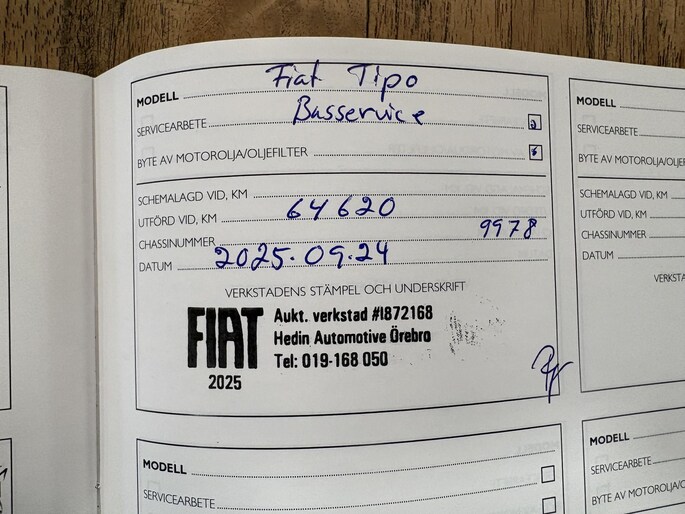 MODELL Fiat Tipo
SERVICEARBETE Basservice
BYTE AV MOTOROLJA/OLJEFILTER
SCHEMALAGD VID, KM
UTFÖRD VID, KM 64620
CHASSINUMMER 9978
DATUM 2025.09.24
VERKSTADENS STÄMPEL OCH UNDERSKRIFT
FIAT
2025
Aukt. verkstad #1872168
Hedin Automotive Örebro
Tel: 019-168 050
MODELL
SERVICEARBETE
MODELL
SERVICEARBETE
BYTE AV MOTOROLJA/OLJEF
SCHEMALAGD VID, KM
UTFÖRD VID, KM
CHASSINUMMER
DATUM
VERKST
MODELL
SERVICEARBETE
BYTE AV MOTOROLJA/O